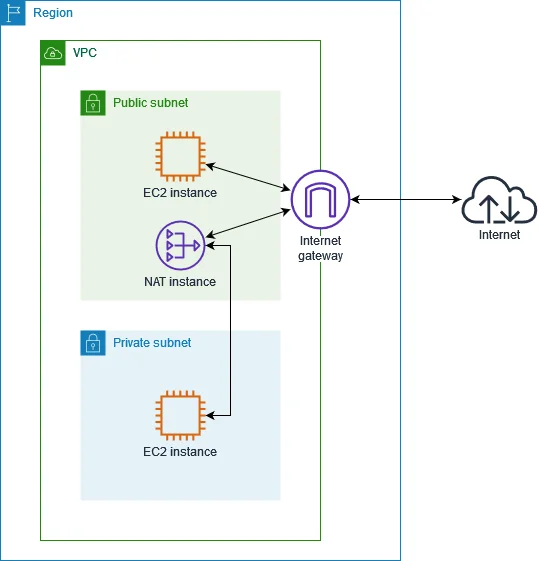 Region
VPC
Public subnet
EC2 instance
Internet
gateway
Internet
NAT instance
Private subnet
EC2 instance